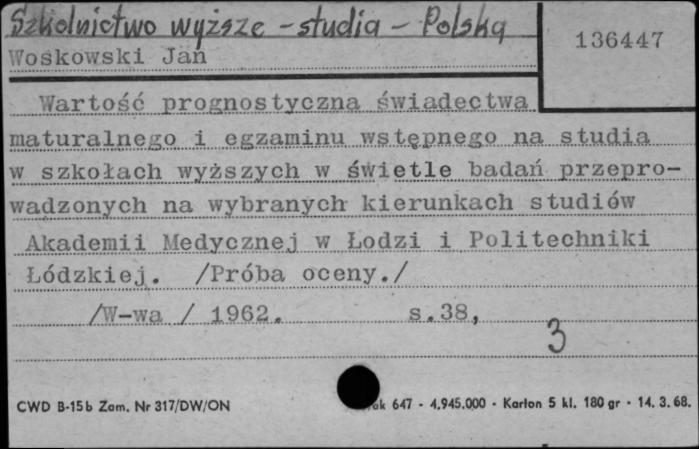 Szkolnictwo wyższe - studia - Polska
136447
Woskowski Jan
Wartość prognostyczna świadectwa
maturalnego i egzaminu wstępnego na studia
w szkołach wyższych w świetle badań przepro-
wadzonych na wybranych kierunkach studiów
Akademii Medycznej w Łodzi i Politechniki
Łódzkiej. /Próba oceny./
/W-wa / 1962. s.38,
3
CWD B-15b Zam. Nr 317/DW/ON 647 - 4.945.000 - Karton 5 kl. 180 gr - 14. 3. 68.